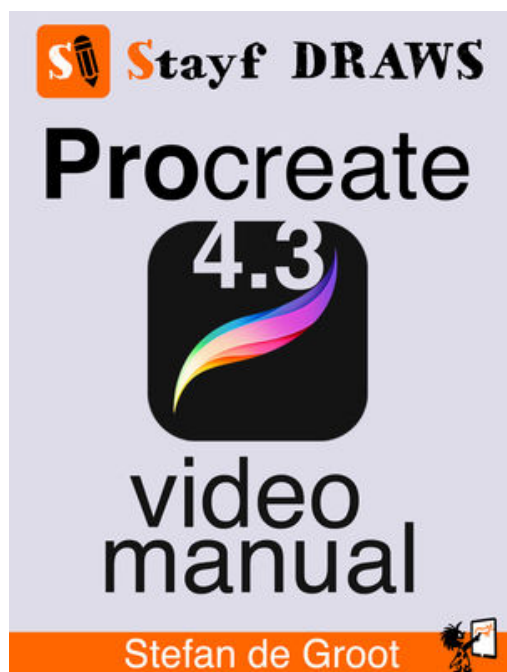 S
Stayf DRAWS
Procreate
4.3
video
manual
Stefan de Groot